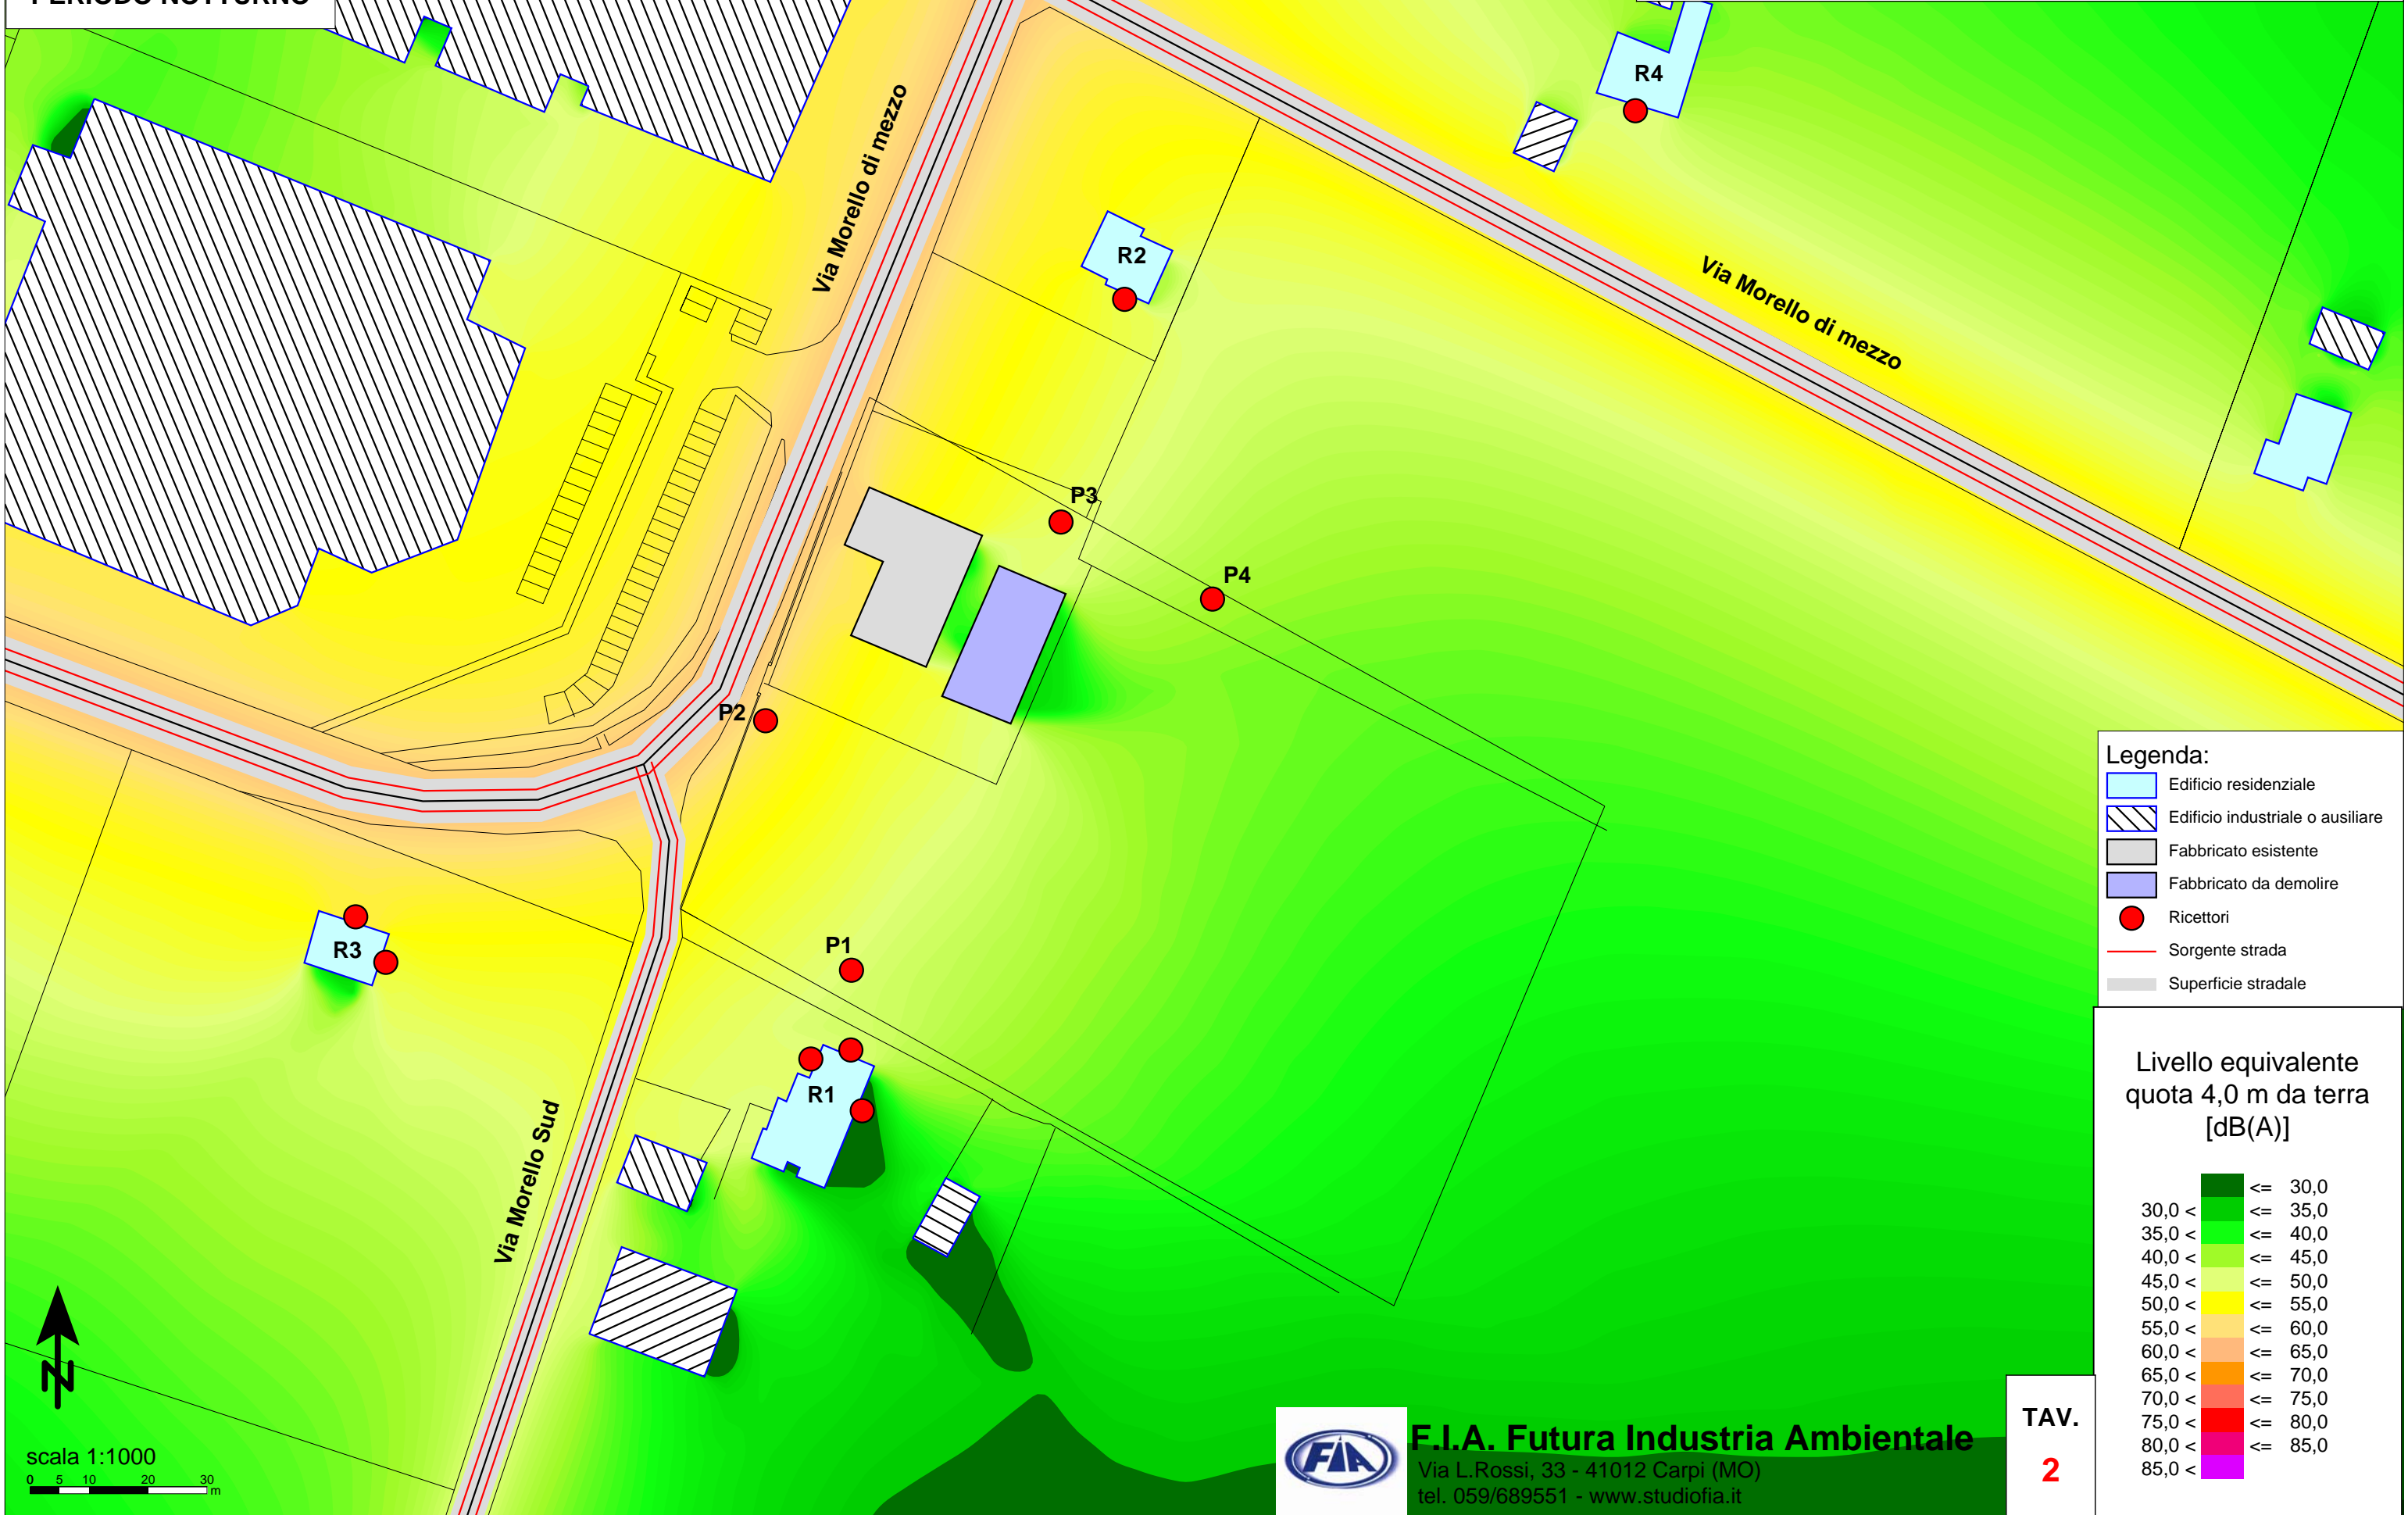 PERIODO NOTTURNO
R4
Via Morello di mezzo
R2
Via Morello di mezzo
P3
P4
P2
R3
P1
R1
Via Morello Sud
Legenda:
Edificio residenziale
Edificio industriale o ausiliare
Fabbricato esistente
Fabbricato da demolire
Ricettori
Sorgente strada
Superficie stradale
Livello equivalente
quota 4,0 m da terra
[dB(A)]
<= 30,0
30,0 < <= 35,0
35,0 < <= 40,0
40,0 < <= 45,0
45,0 < <= 50,0
50,0 < <= 55,0
55,0 < <= 60,0
60,0 < <= 65,0
65,0 < <= 70,0
70,0 < <= 75,0
75,0 < <= 80,0
80,0 < <= 85,0
85,0 <
N
scala 1:1000
0 5 10 20 30
m
FIA
F.I.A. Futura Industria Ambientale
Via L.Rossi, 33 - 41012 Carpi (MO)
tel. 059/689551 - www.studiofia.it
TAV.
2